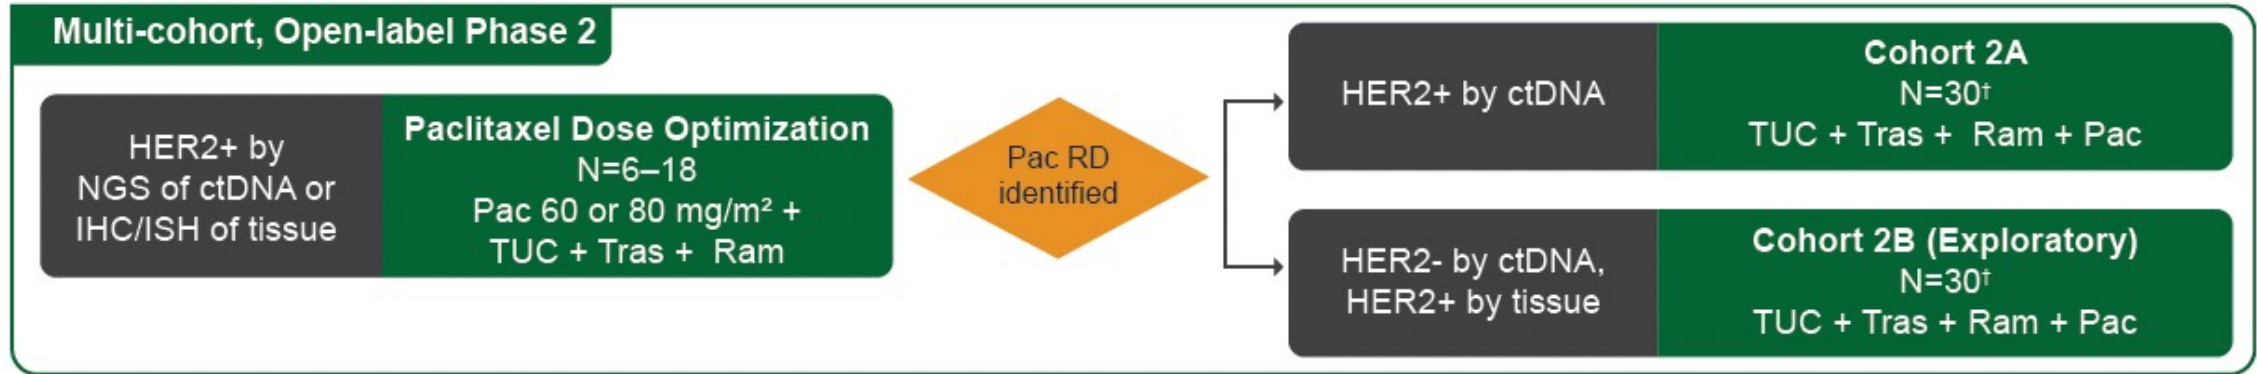 Multi-cohort, Open-label Phase 2
HER2+ by
NGS of ctDNA or
IHC/ISH of tissue
Paclitaxel Dose Optimization
N=6–18
Pac 60 or 80 mg/m² +
TUC + Tras +  Ram
Pac RD
identified
HER2+ by ctDNA
Cohort 2A
N=30†
TUC + Tras +  Ram + Pac
HER2- by ctDNA,
HER2+ by tissue
Cohort 2B (Exploratory)
N=30†
TUC + Tras + Ram + Pac